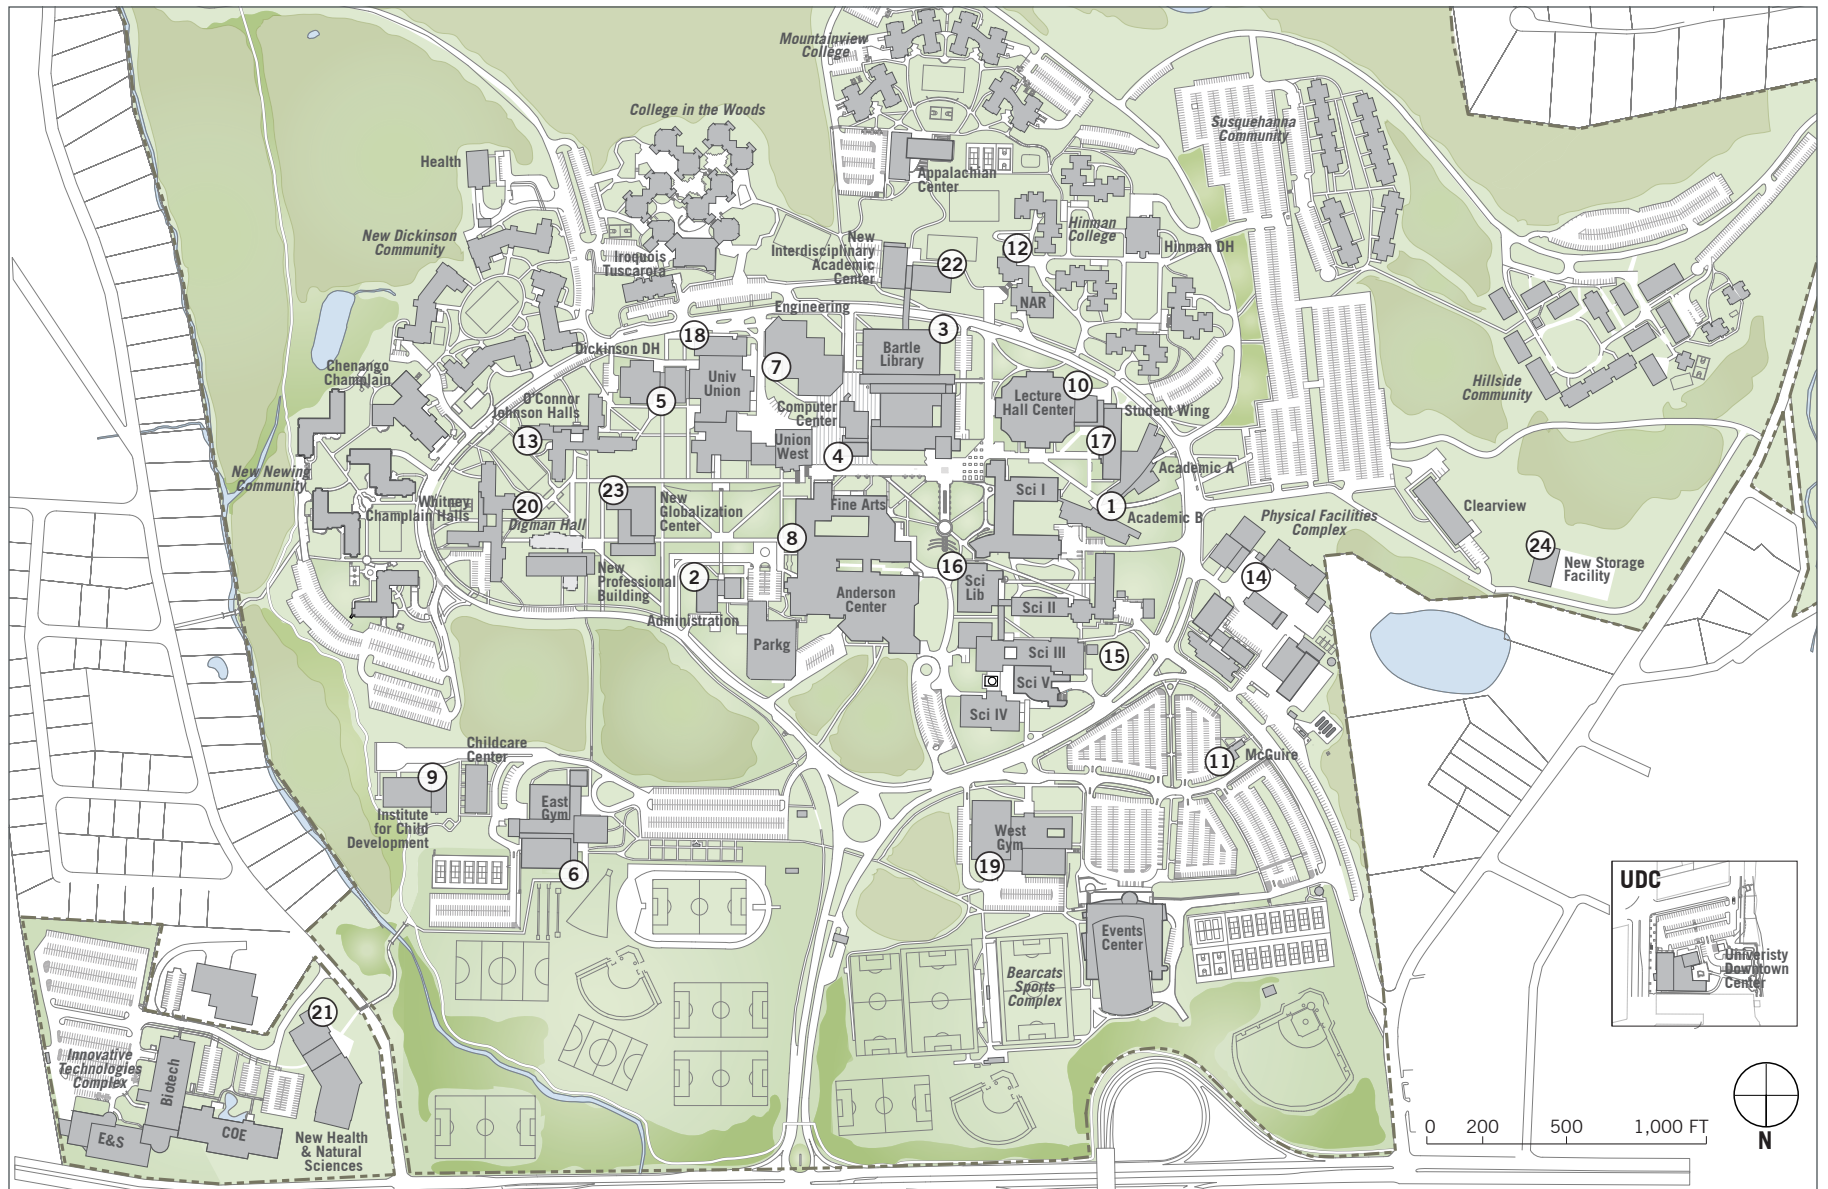 Mountainview
College
College in the Woods
Susquehanna
Community
Health
Appalachian
Center
New Dickinson
Community
New
Interdisciplinary
Academic
Center
22
12
Hinman
College
Hinman DH
Iroquois
Tuscarora
NAR
Engineering
18
3
Dickinson DH
7
Bartle
Library
Chenango
Champlain
Univ
Union
10
Hillside
Community
O'Connor
Johnson Halls
5
Computer
Center
Lecture
Hall Center
Student Wing
13
Union
West
4
17
New Newing
Community
Academic A
Whitney
Champlain Halls
20
Digman Hall
23
New
Globalization
Center
Fine Arts
Sci I
1
Academic B
Physical Facilities
Complex
Clearview
8
24
New Storage
Facility
New
Professional
Building
2
16
Sci
Lib
14
Anderson
Center
Sci II
Administration
Parkg
Sci III
15
Sci V
Sci IV
Childcare
Center
9
11
McGuire
Institute
for Child
Development
East
Gym
6
West
Gym
19
UDC
Univeristy
Downtown
Center
Events
Center
Bearcats
Sports
Complex
21
Innovative
Technologies
Complex
Biotech
E&S
COE
New Health
& Natural
Sciences
0 200 500 1,000 FT
N